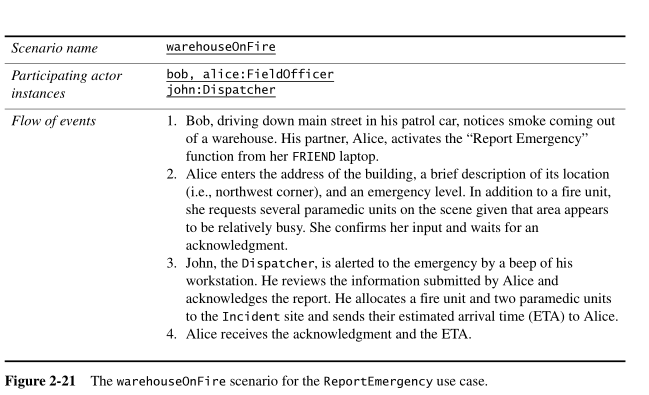 Scenario name warehouseOnFire
Participating actor bob, alice:FieldOfficer
instances john:Dispatcher
Flow of events 1. Bob, driving down main street in his patrol car, notices smoke coming out
of a warehouse. His partner, Alice, activates the “Report Emergency”
function from her FRIEND laptop.
2. Alice enters the address of the building, a brief description of its location
(i.e., northwest corner), and an emergency level. In addition to a fire unit,
she requests several paramedic units on the scene given that area appears
to be relatively busy. She confirms her input and waits for an
acknowledgment.
3. John, the Dispatcher, is alerted to the emergency by a beep of his
workstation. He reviews the information submitted by Alice and
acknowledges the report. He allocates a fire unit and two paramedic units
to the Incident site and sends their estimated arrival time (ETA) to Alice.
4. Alice receives the acknowledgment and the ETA.
Figure 2-21 The warehouseOnFire scenario for the ReportEmergency use case.